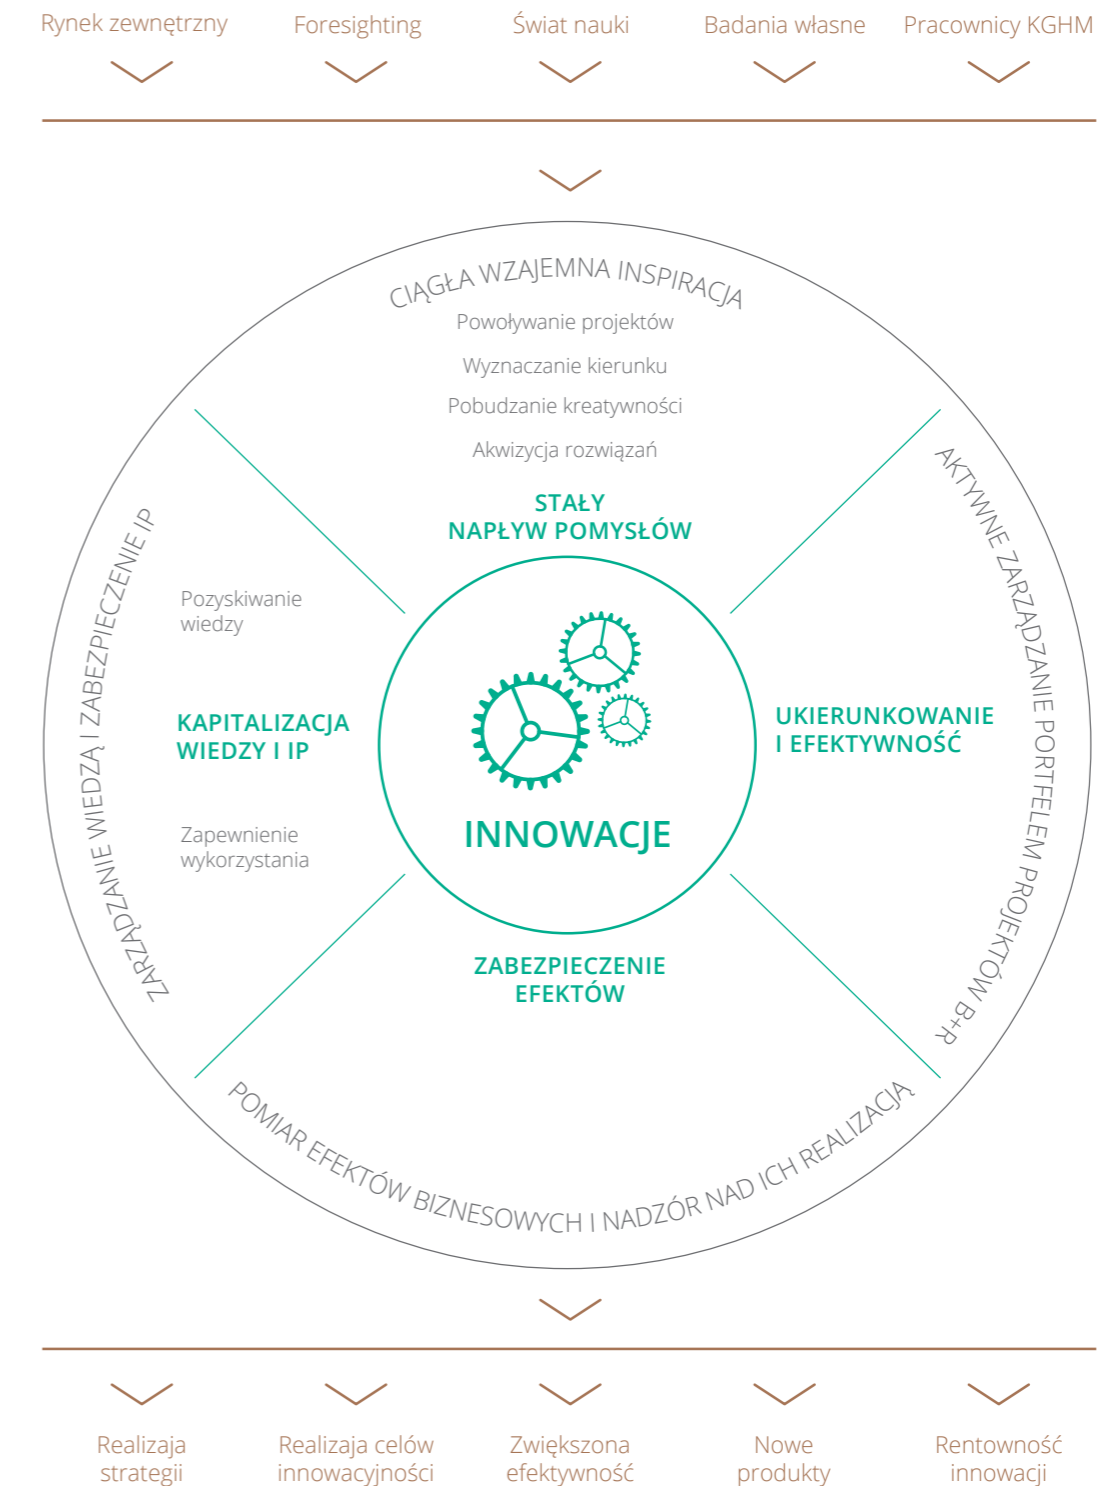 Rynek zewnętrzny
Foresighting
Świat nauki
Badania własne
Pracownicy KGHM
CIĄGŁA WZAJEMNA INSPIRACJA
Powoływanie projektów
Wyznaczanie kierunku
Pobudzanie kreatywności
Akwizycja rozwiązań
STAŁY
NAPŁYW POMYSŁÓW
ZARZĄDZANIE WIEDZĄ I ZABEZPIECZENIE IP
Pozyskiwanie
wiedzy
KAPITALIZACJA
WIEDZY I IP
Zapewnienie
wykorzystania
INNOWACJE
UKIERUNKOWANIE
I EFEKTYWNOŚĆ
AKTYWNE ZARZĄDZANIE PORTFELEM PROJEKTÓW B+R
ZABEZPIECZENIE
EFEKTÓW
POMIAR EFEKTÓW BIZNESOWYCH I NADZÓR NAD ICH REALIZACJĄ
Realizaja
strategii
Realizaja celów
innowacyjności
Zwiększona
efektywność
Nowe
produkty
Rentowność
innowacji